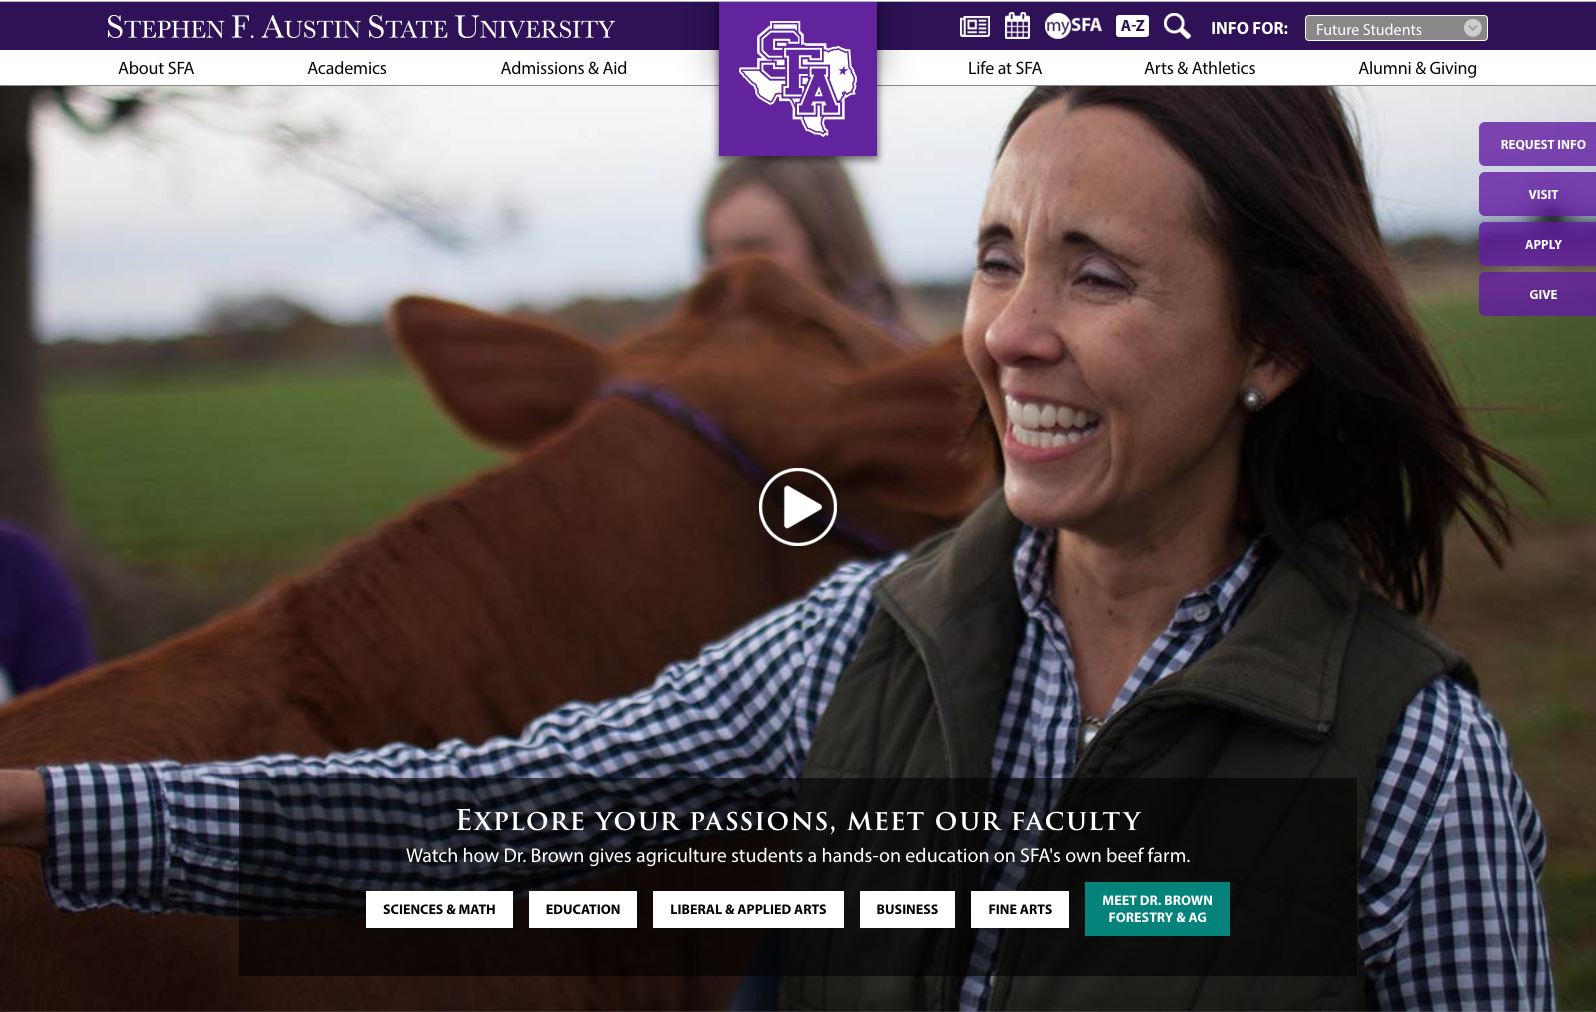 STEPHEN F. AUSTIN STATE UNIVERSITY
mySFA
A-Z
INFO FOR:
Future Students
About SFA
Academics
Admissions & Aid
SFA
Life at SFA
Arts & Athletics
Alumni & Giving
REQUEST INFO
VISIT
APPLY
GIVE
EXPLORE YOUR PASSIONS, MEET OUR FACULTY
Watch how Dr. Brown gives agriculture students a hands-on education on SFA's own beef farm.
SCIENCES & MATH
EDUCATION
LIBERAL & APPLIED ARTS
BUSINESS
FINE ARTS
MEET DR. BROWN
FORESTRY & AG